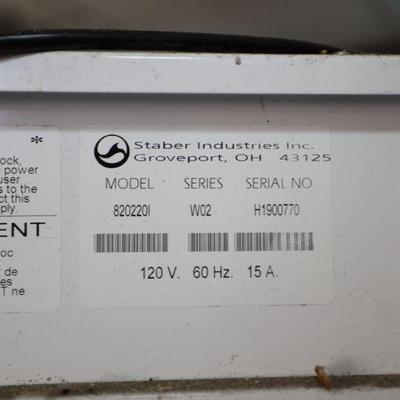 Staber Industries Inc.
Groveport, OH 43125
MODEL SERIES SERIAL NO.
820220I W02 H1900770
120 V. 60 Hz. 15 A.
*
ock,
power
user
s to the
ct this
ply.
ENT
oc
t de
es
T ne